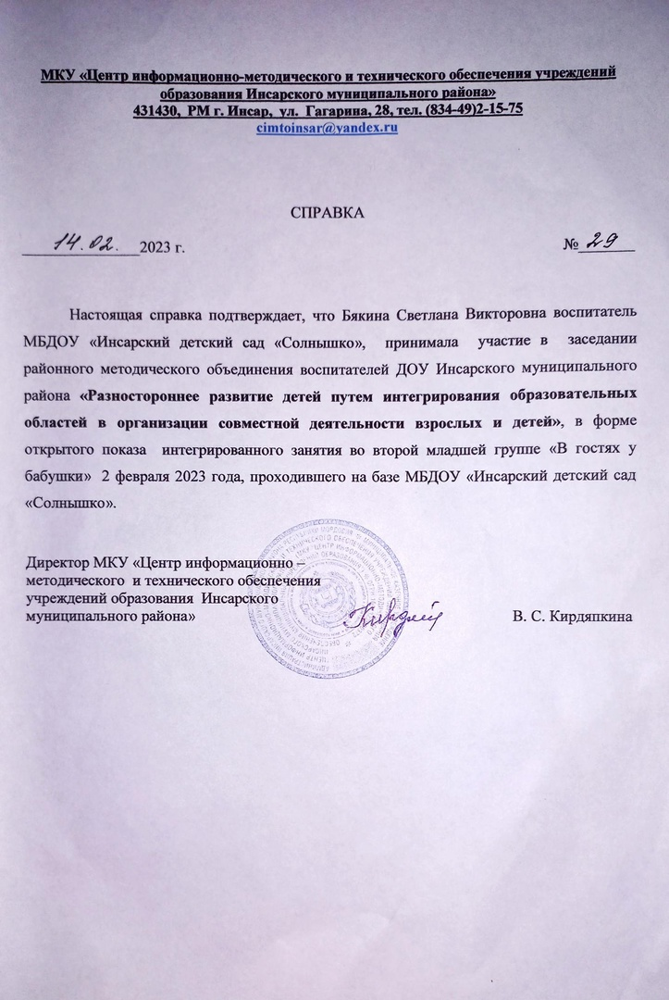 МКУ «Центр информационно-методического и технического обеспечения учреждений
образования Инсарского муниципального района»
431430, РМ г. Инсар, ул. Гагарина, 28, тел. (834-49)2-15-75
cimtoinsar@yandex.ru
СПРАВКА
14.02. 2023 г. № 29
Настоящая справка подтверждает, что Бякина Светлана Викторовна воспитатель
МБДОУ «Инсарский детский сад «Солнышко», принимала участие в заседании
районного методического объединения воспитателей ДОУ Инсарского муниципального
района «Разностороннее развитие детей путем интегрирования образовательных
областей в организации совместной деятельности взрослых и детей», в форме
открытого показа интегрированного занятия во второй младшей группе «В гостях у
бабушки» 2 февраля 2023 года, проходившего на базе МБДОУ «Инсарский детский сад
«Солнышко».
Директор МКУ «Центр информационно –
методического и технического обеспечения
учреждений образования Инсарского
муниципального района» В. С. Кирдяпкина